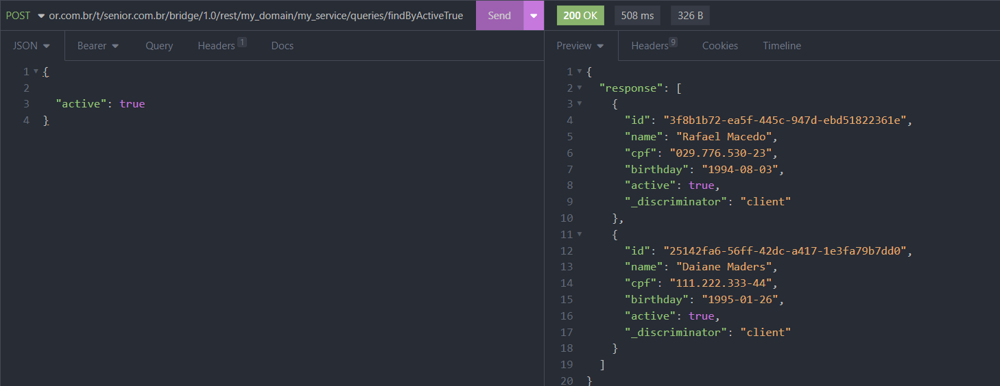 POST or.com.br/t/senior.com.br/bridge/1.0/rest/my_domain/my_service/queries/findByActiveTrue Send 200 OK 508 ms 326 B
JSON Bearer Query Headers 1 Docs Preview Headers 9 Cookies Timeline
1 {
2
3 "active": true
4 }
1 {
2 "response": [
3 {
4 "id": "3f8b1b72-ea5f-445c-947d-ebd51822361e",
5 "name": "Rafael Macedo",
6 "cpf": "029.776.530-23",
7 "birthday": "1994-08-03",
8 "active": true,
9 "_discriminator": "client"
10 },
11 {
12 "id": "25142fa6-56ff-42dc-a417-1e3fa79b7dd0",
13 "name": "Daiane Maders",
14 "cpf": "111.222.333-44",
15 "birthday": "1995-01-26",
16 "active": true,
17 "_discriminator": "client"
18 }
19 ]
20 }